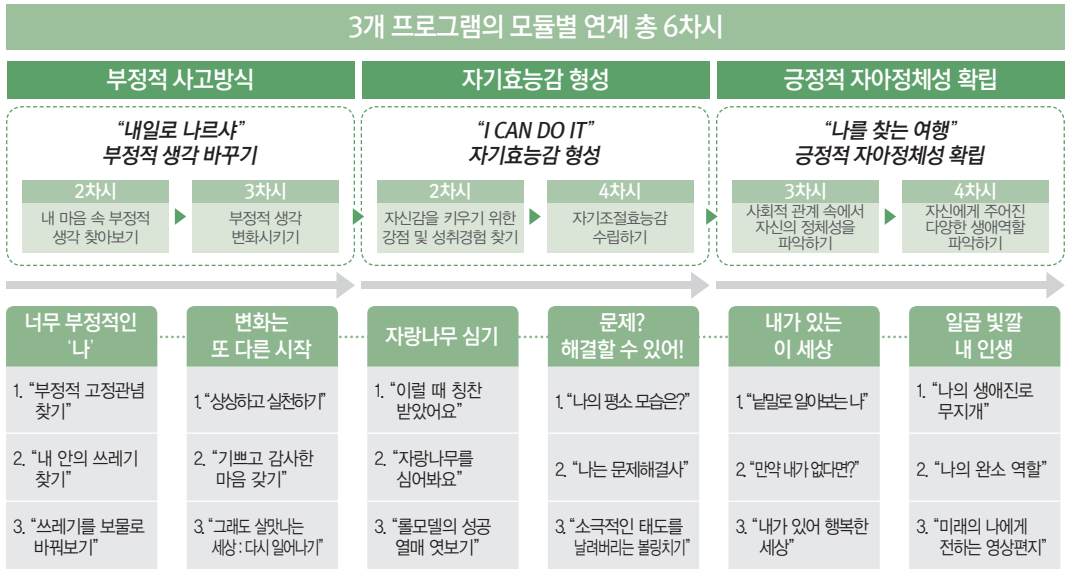 3개 프로그램의 모듈별 연계 총 6차시
부정적 사고방식
자기효능감 형성
긍정적 자아정체성 확립
“내일로 나르샤”
부정적 생각 바꾸기
“I CAN DO IT”
자기효능감 형성
“나를 찾는 여행”
긍정적 자아정체성 확립
2차시
내 마음 속 부정적
생각 찾아보기
3차시
부정적 생각
변화시키기
2차시
자신감을 키우기 위한
강점 및 성취경험 찾기
4차시
자기조절효능감
수립하기
3차시
사회적 관계 속에서
자신의 정체성을
파악하기
4차시
자신에게 주어진
다양한 생애역할
파악하기
너무 부정적인
‘나’
변화는
또 다른 시작
자랑나무 심기
문제?
해결할 수 있어!
내가 있는
이 세상
일곱 빛깔
내 인생
1. “부정적 고정관념
찾기”
1. “상상하고 실천하기”
1. “이럴 때 칭찬
받았어요”
1. “나의 평소 모습은?”
1. “낱말로 알아보는 나”
1. “나의 생애진로
무지개”
2. “내 안의 쓰레기
찾기”
2. “기쁘고 감사한
마음 갖기”
2. “자랑나무를
심어봐요”
2. “나는 문제해결사”
2. “만약 내가 없다면?”
2. “나의 완소 역할”
3. “쓰레기를 보물로
바꿔보기”
3. “그래도 살맛나는
세상 : 다시 일어나기”
3. “롤모델의 성공
열매 엿보기”
3. “소극적인 태도를
날려버리는 볼링치기”
3. “내가 있어 행복한
세상”
3. “미래의 나에게
전하는 영상편지”